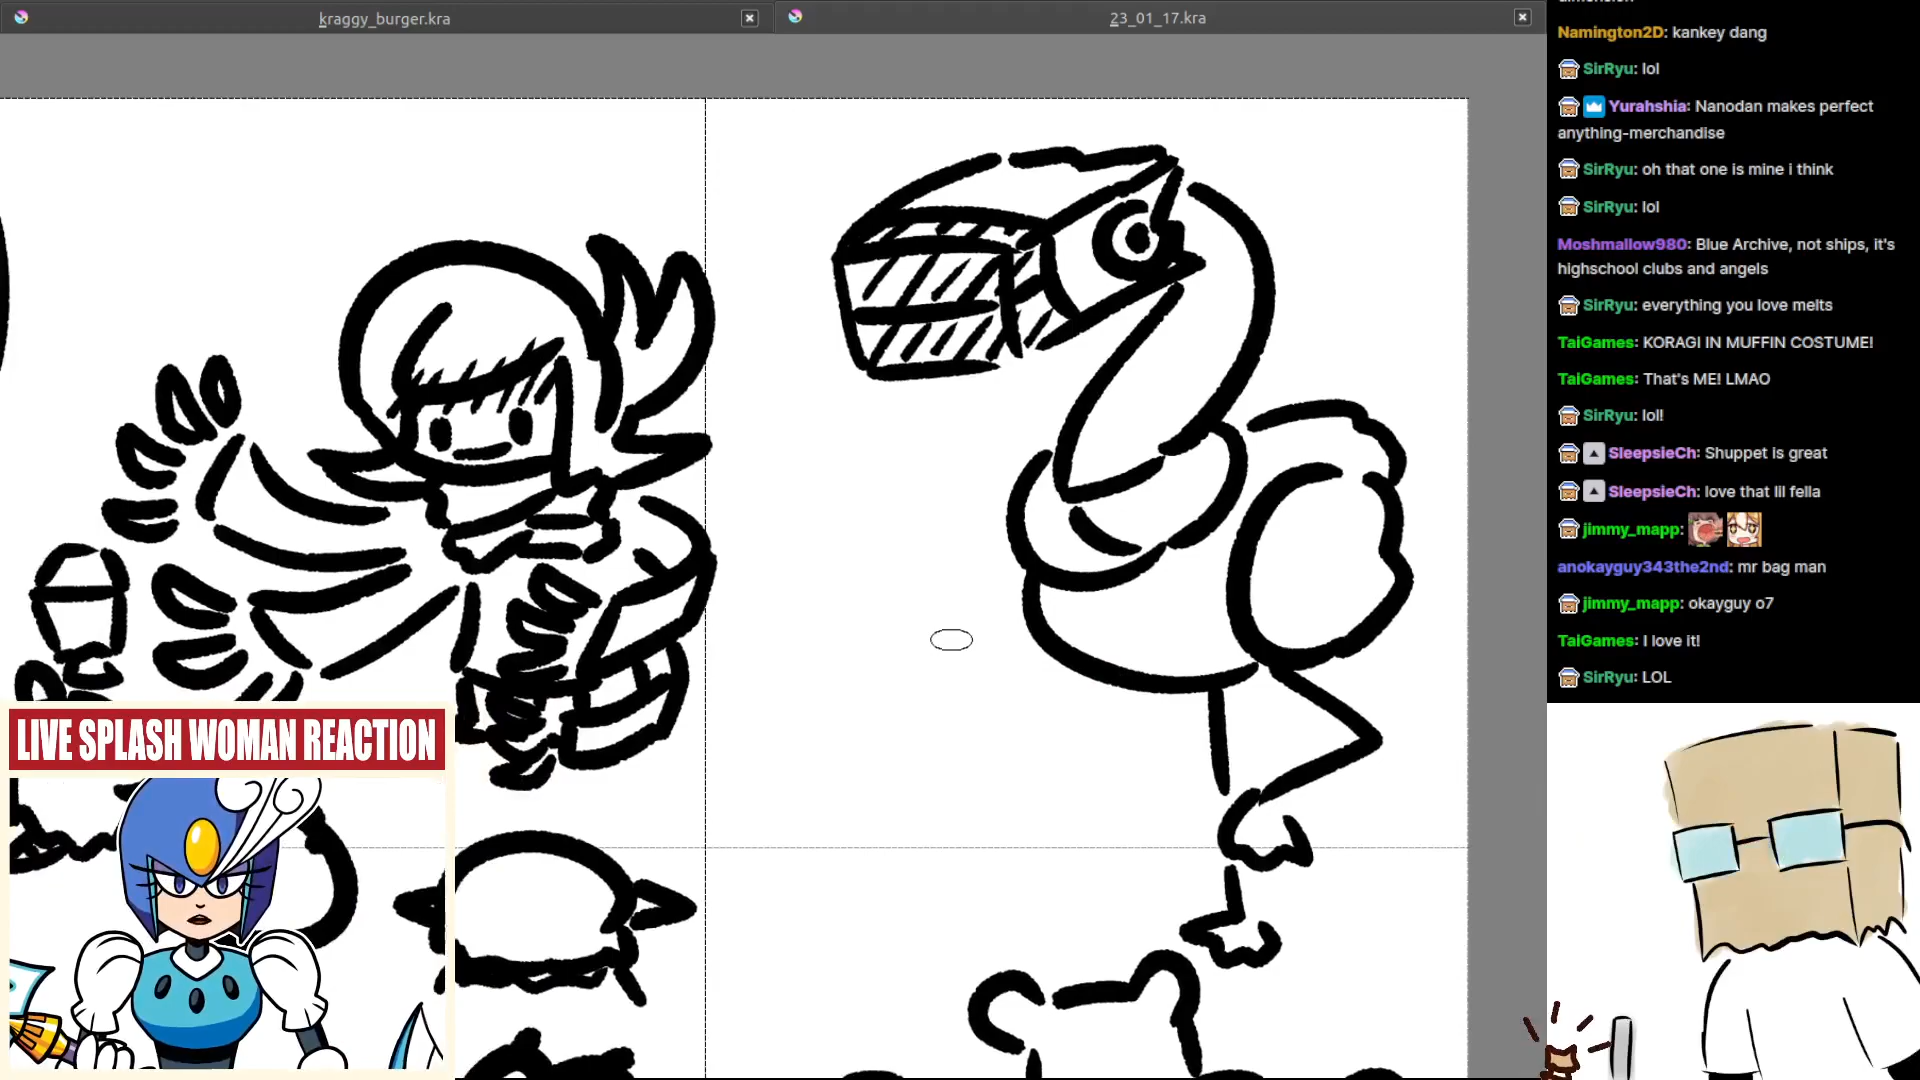 kraggy_burger.kra
23_01_17.kra
Namington2D: kankey dang
SirRyu: lol
Yurahshia: Nanodan makes perfect
anything-merchandise
SirRyu: oh that one is mine i think
SirRyu: lol
Moshmallow980: Blue Archive, not ships, it's
highschool clubs and angels
SirRyu: everything you love melts
TaiGames: KORAGI IN MUFFIN COSTUME!
TaiGames: That's ME! LMAO
SirRyu: lol!
SleepsieCh: Shuppet is great
SleepsieCh: love that lil fella
jimmy_mapp:
anokayguy343the2nd: mr bag man
jimmy_mapp: okayguy o7
TaiGames: I love it!
SirRyu: LOL
LIVE SPLASH WOMAN REACTION